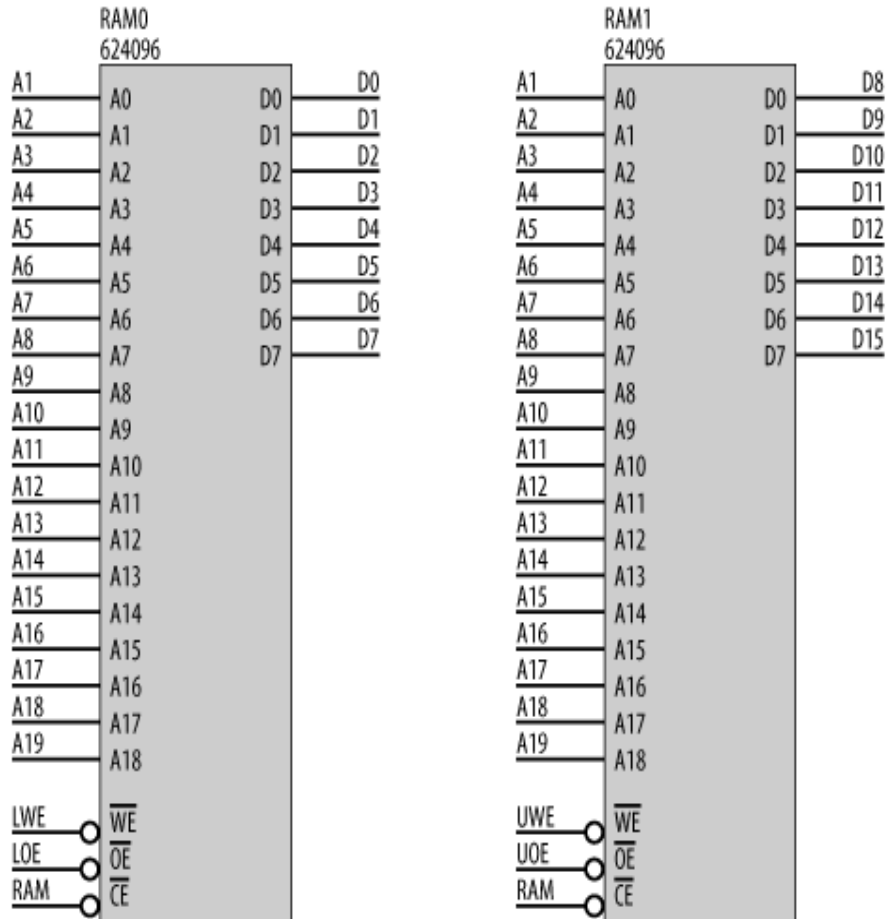 RAM0
624096
A1 A0 D0 D0
A2 A1 D1 D1
A3 A2 D2 D2
A4 A3 D3 D3
A5 A4 D4 D4
A6 A5 D5 D5
A7 A6 D6 D6
A8 A7 D7 D7
A9 A8
A10 A9
A11 A10
A12 A11
A13 A12
A14 A13
A15 A14
A16 A15
A17 A16
A18 A17
A19 A18
LWE WE
LOE OE
RAM CE
RAM1
624096
A1 A0 D0 D8
A2 A1 D1 D9
A3 A2 D2 D10
A4 A3 D3 D11
A5 A4 D4 D12
A6 A5 D5 D13
A7 A6 D6 D14
A8 A7 D7 D15
A9 A8
A10 A9
A11 A10
A12 A11
A13 A12
A14 A13
A15 A14
A16 A15
A17 A16
A18 A17
A19 A18
UWE WE
UOE OE
RAM CE